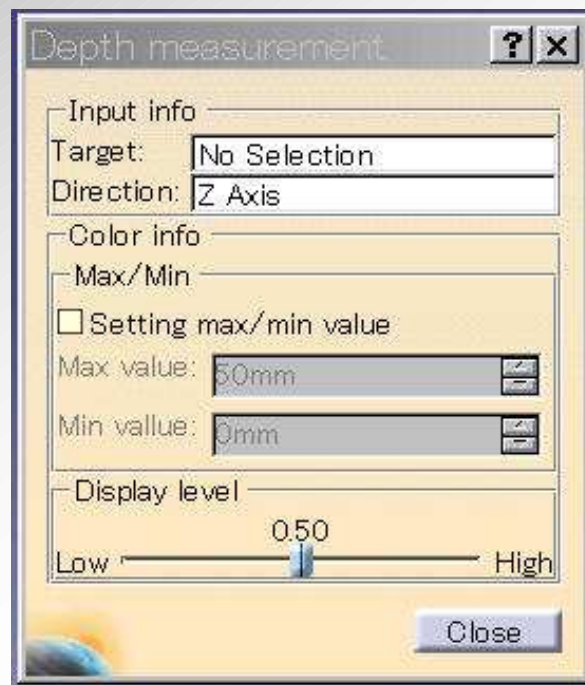 Depth measurement
Input info
Target: No Selection
Direction: Z Axis
Color info
Max/Min
Setting max/min value
Max value: 50mm
Min vallue: 0mm
Display level
0.50
Low High
Close